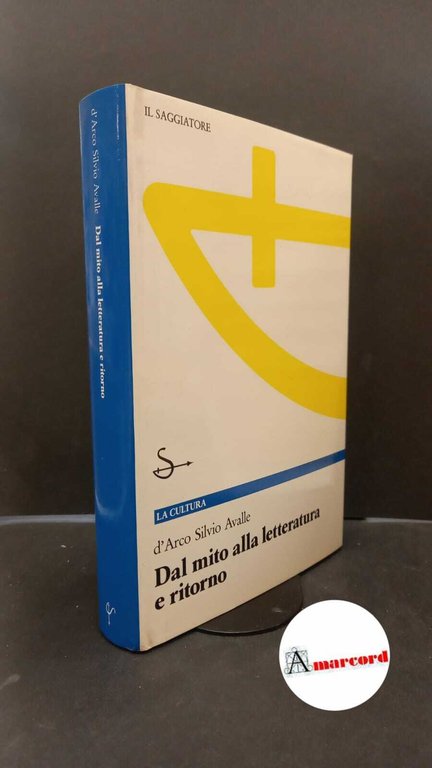 IL SAGGIATORE
LA CULTURA
d'Arco Silvio Avalle
Dal mito alla letteratura
e ritorno
d'Arco Silvio Avalle Dal mito alla letteratura e ritorno
Amarcord